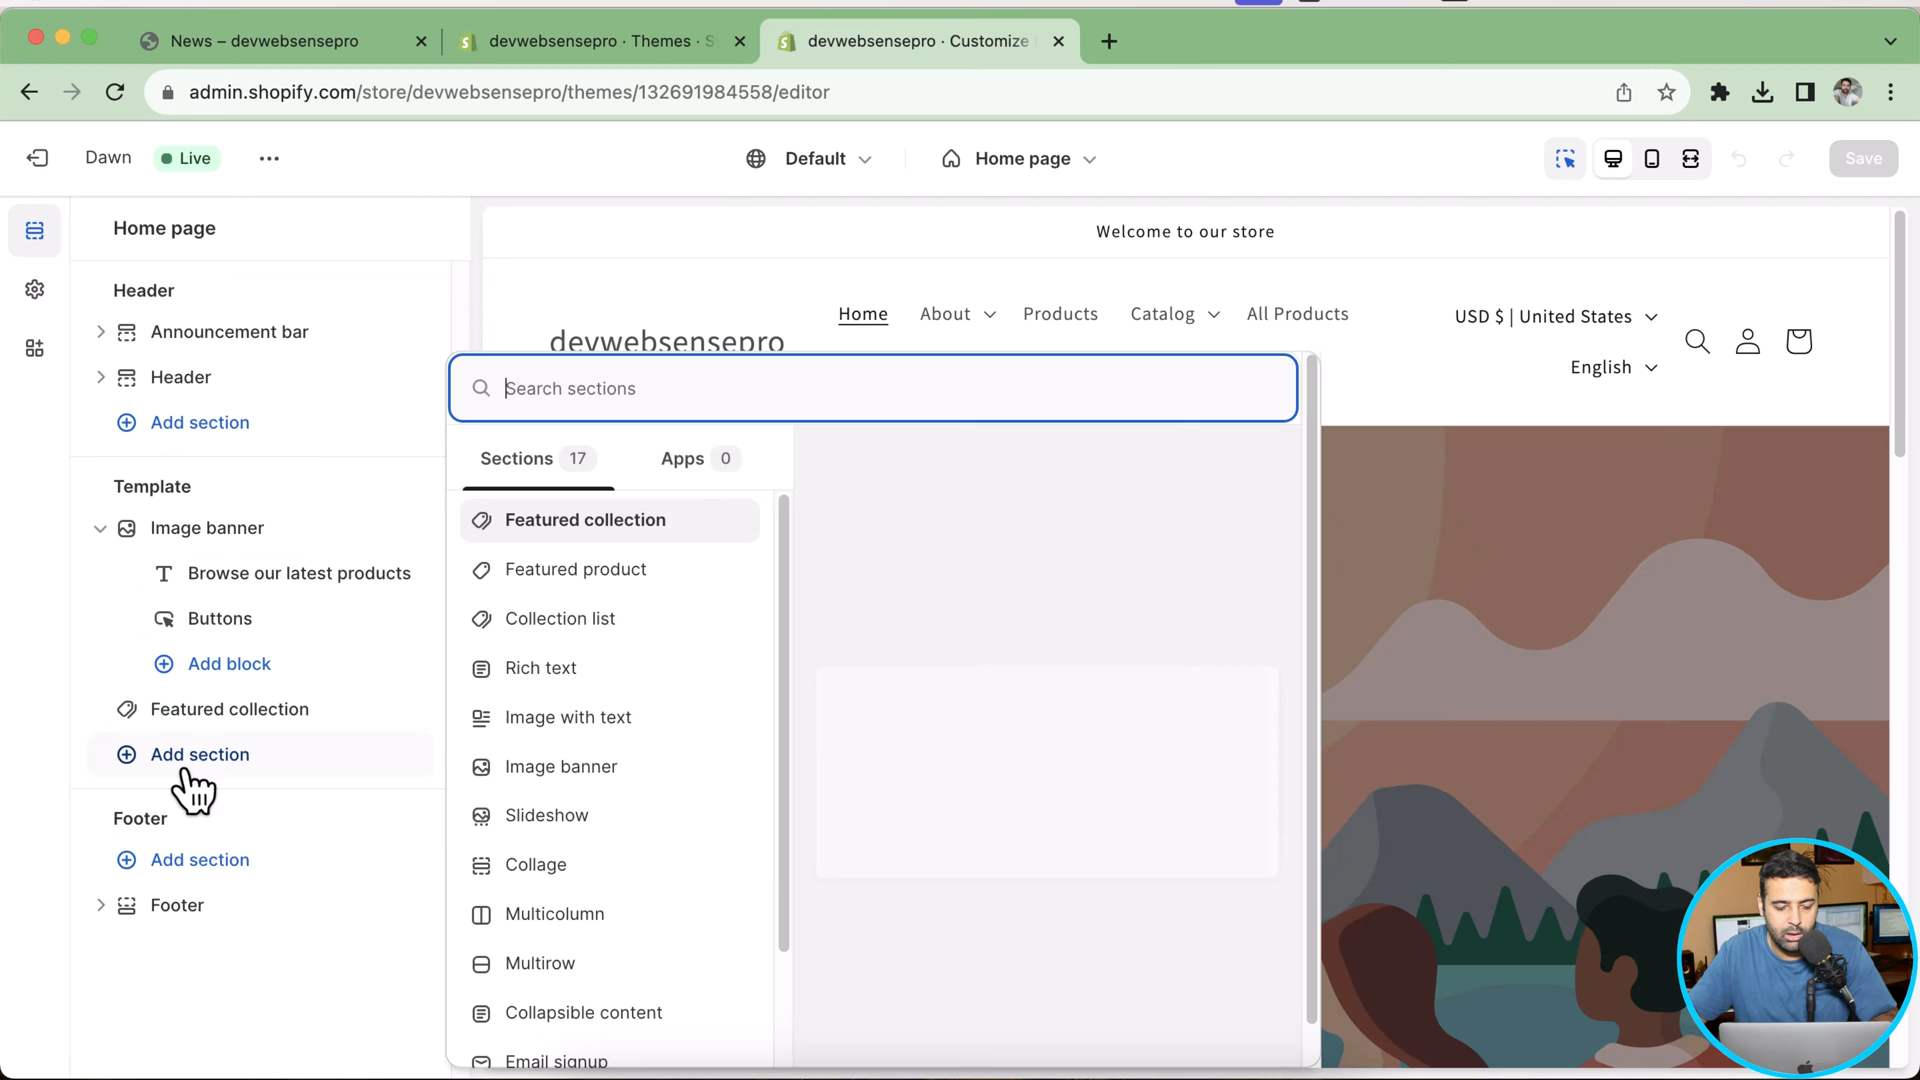 News – devwebsensepro
devwebsensepro · Themes · S
devwebsensepro · Customize
admin.shopify.com/store/devwebsensepro/themes/132691984558/editor
Dawn
Live
Default
Home page
Save
Home page
Header
Announcement bar
Header
Add section
Template
Image banner
Browse our latest products
Buttons
Add block
Featured collection
Add section
Footer
Add section
Footer
Search sections
Sections 17
Apps 0
Featured collection
Featured product
Collection list
Rich text
Image with text
Image banner
Slideshow
Collage
Multicolumn
Multirow
Collapsible content
Email signup
Welcome to our store
devwebsensepro
Home
About
Products
Catalog
All Products
USD $ | United States
English